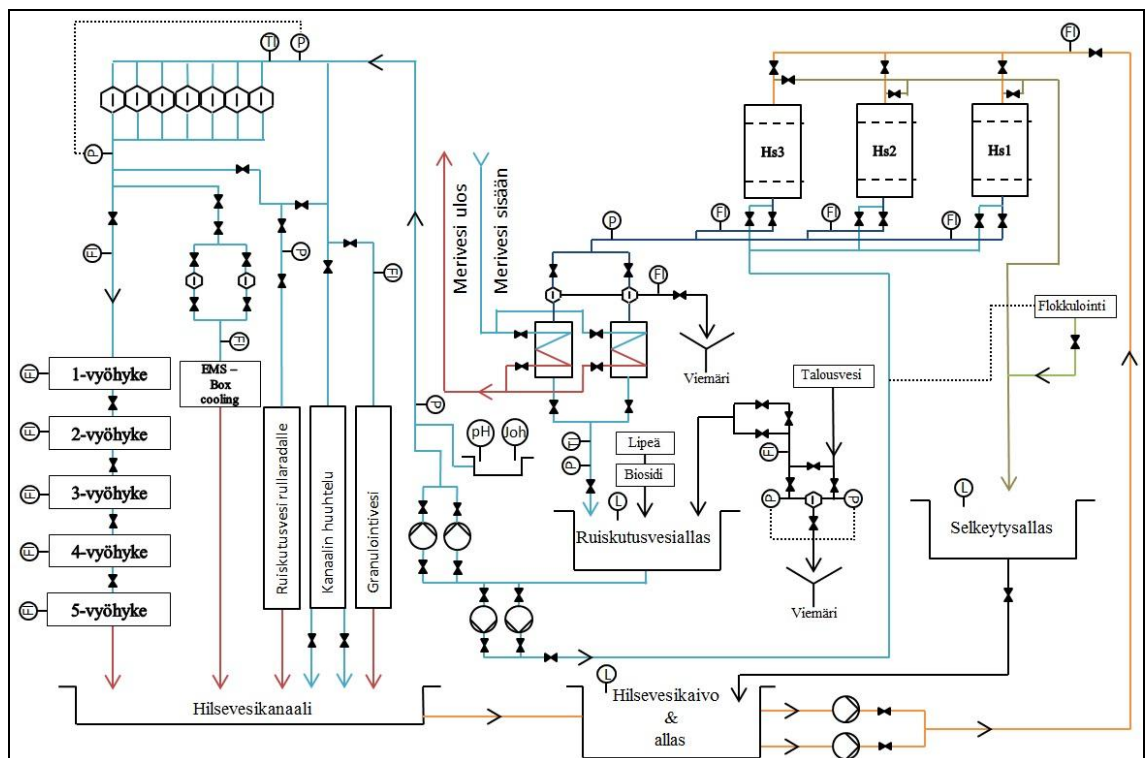 TI
P
FI
P
Hs3
Hs2
Hs1
Merivesi ulos
Merivesi sisään
P
FI
FI
FI
FI
P
FI
FI
Flokkulointi
FI
1-vyöhyke
EMS –
Box
cooling
FI
Viemäri
Talousvesi
FI
2-vyöhyke
P
pH
Joh
TI
P
Lipeä
Biosidi
FI
FI
3-vyöhyke
Ruiskutusvesi rullaradalle
Kanaalin huuhtelu
Granulointivesi
L
Ruiskutusvesiallas
P
P
L
Selkeytysallas
FI
4-vyöhyke
FI
5-vyöhyke
Viemäri
Hilsevesikanaali
L
Hilsevesikaivo
&
allas